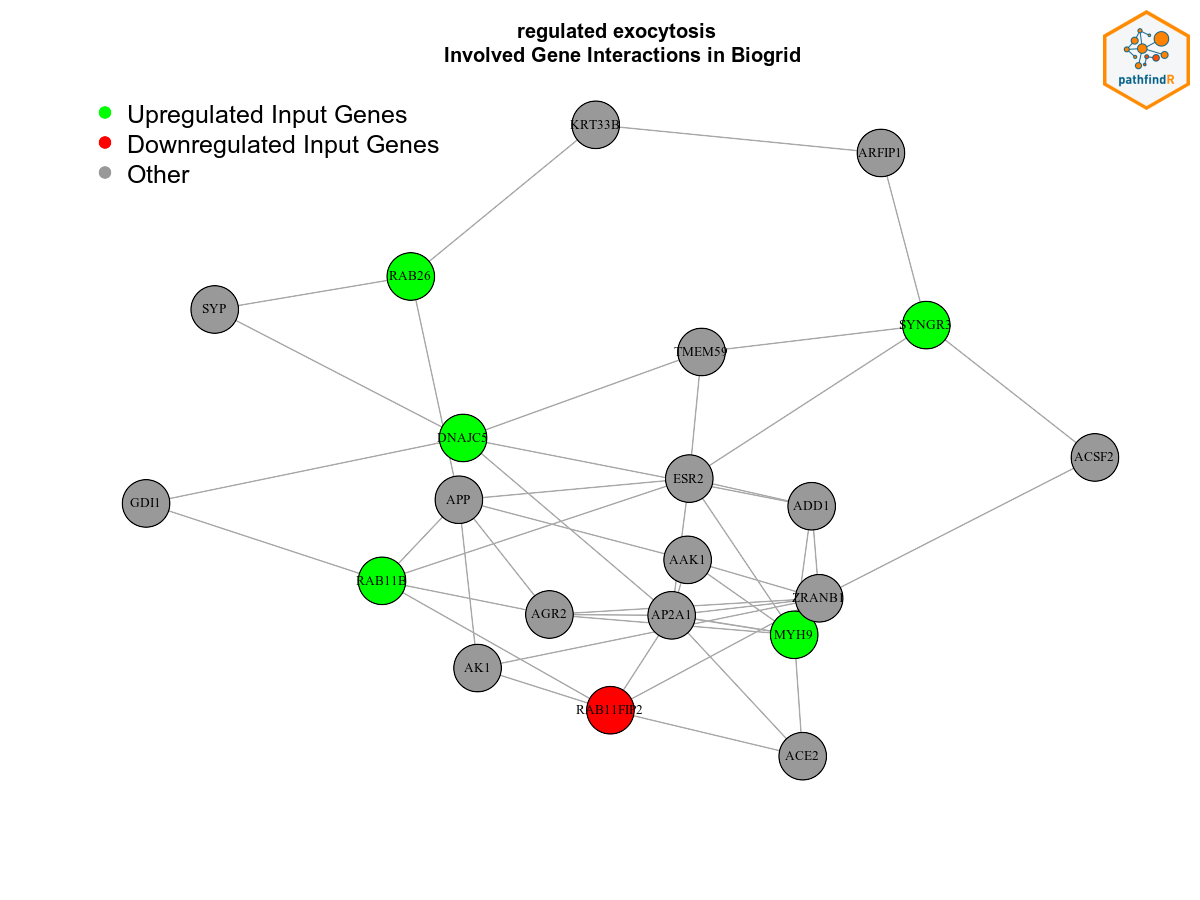 regulated exocytosis
Involved Gene Interactions in Biogrid
pathfindR
Upregulated Input Genes
Downregulated Input Genes
Other
KRT33B
ARFIP1
RAB26
SYP
SYNGR3
TMEM59
DNAJC5
ACSF2
ESR2
GDI1
APP
ADD1
AAK1
RAB11B
ZRANB1
AGR2
AP2A1
MYH9
AK1
RAB11FIP2
ACE2